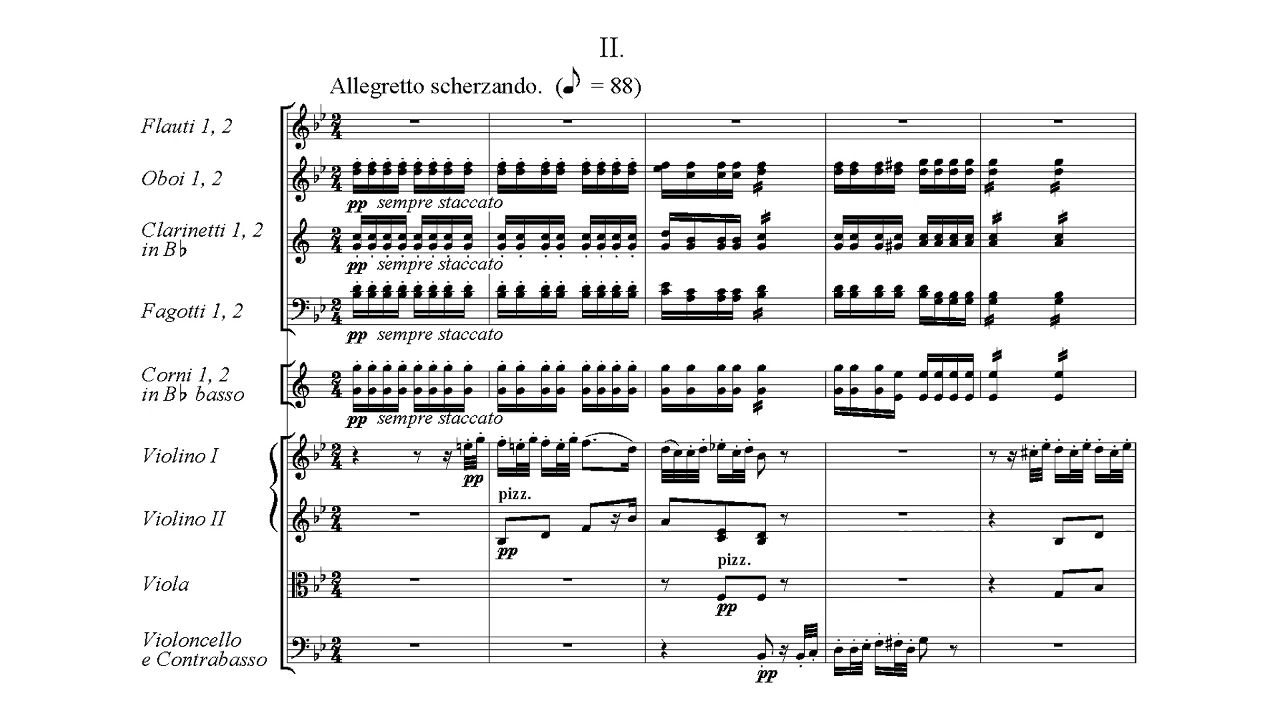 II.
Allegretto scherzando. (♪ = 88)
Flauti 1, 2
Oboi 1, 2
pp sempre staccato
Clarinetti 1, 2
in B♭
pp sempre staccato
Fagotti 1, 2
pp sempre staccato
Corni 1, 2
in B♭ basso
pp sempre staccato
Violino I
pp
pizz.
Violino II
pp
pizz.
Viola
pp
Violoncello
e Contrabasso
pp